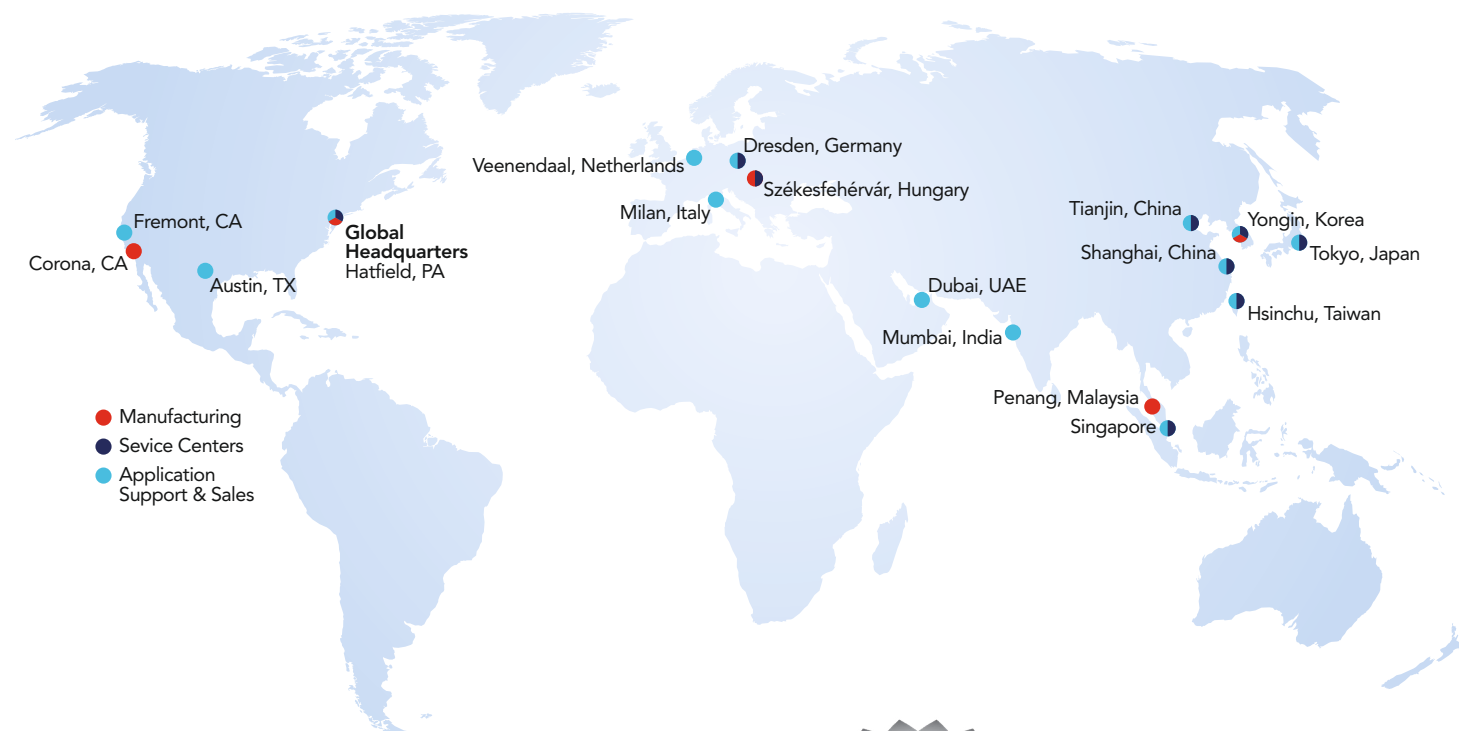 Dresden, Germany
Veenendaal, Netherlands
Székesfehérvár, Hungary
Milan, Italy
Tianjin, China
Yongin, Korea
Fremont, CA
Global
Headquarters
Hatfield, PA
Shanghai, China
Tokyo, Japan
Corona, CA
Austin, TX
Dubai, UAE
Hsinchu, Taiwan
Mumbai, India
Penang, Malaysia
Singapore
Manufacturing
Sevice Centers
Application
Support & Sales